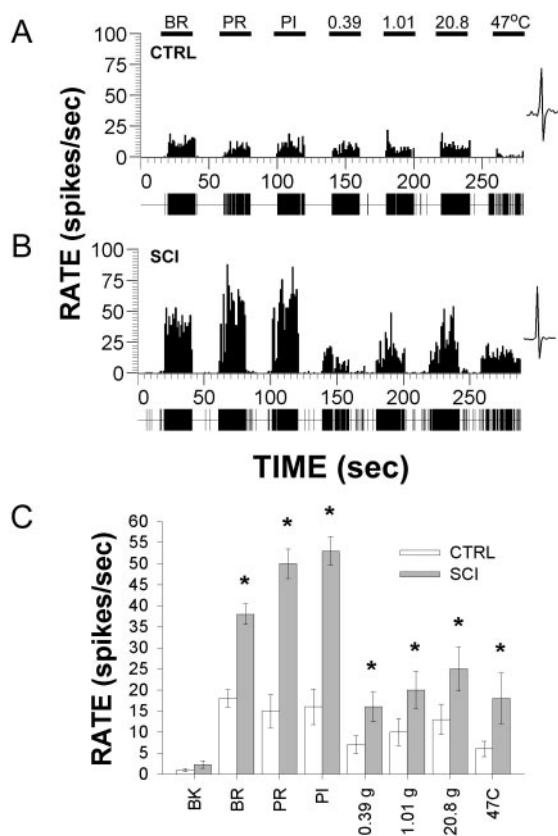 A BR PR PI 0.39 1.01 20.8 47°C
CTRL
100
75
50
25
0
0 50 100 150 200 250
B
SCI
100
75
50
25
0
0 50 100 150 200 250
RATE (spikes/sec)
TIME (sec)
C
60
55
50
45
40
35
30
25
20
15
10
5
0
RATE (spikes/sec)
* * * * * * *
CTRL
SCI
BK BR PR PI 0.39 g 1.01 g 20.8 g 47C